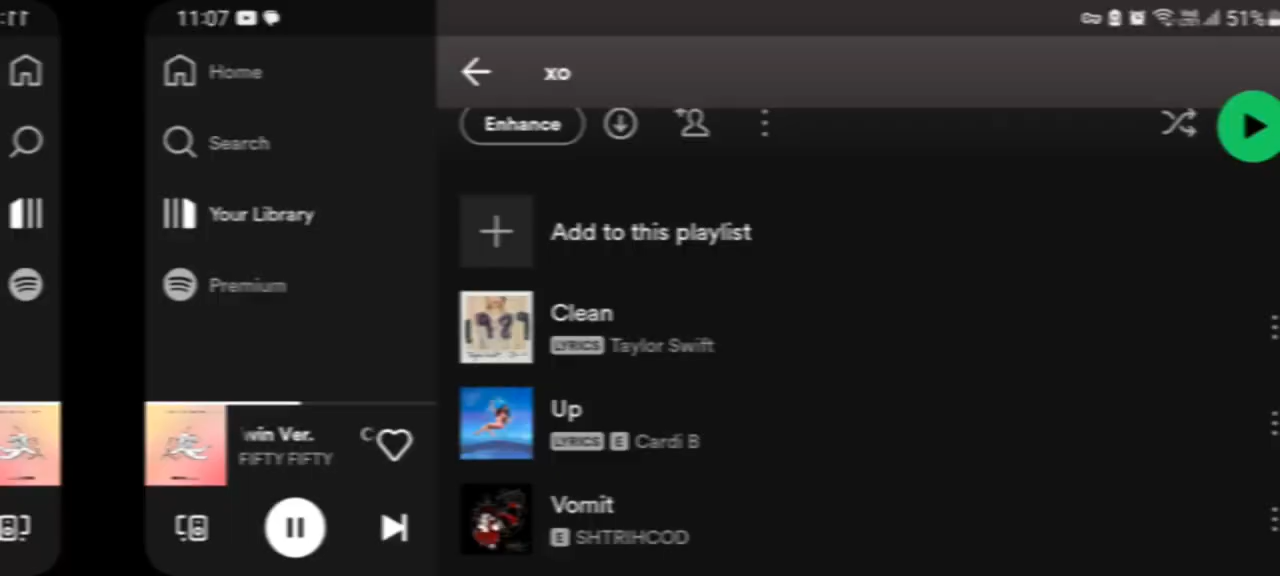 11:07
51%
Home
Search
Your Library
Premium
win Ver.
C
FIFTY FIFTY
xo
Enhance
Add to this playlist
Clean
LYRICS Taylor Swift
Up
LYRICS E Cardi B
Vomit
E SHTRIHCOD